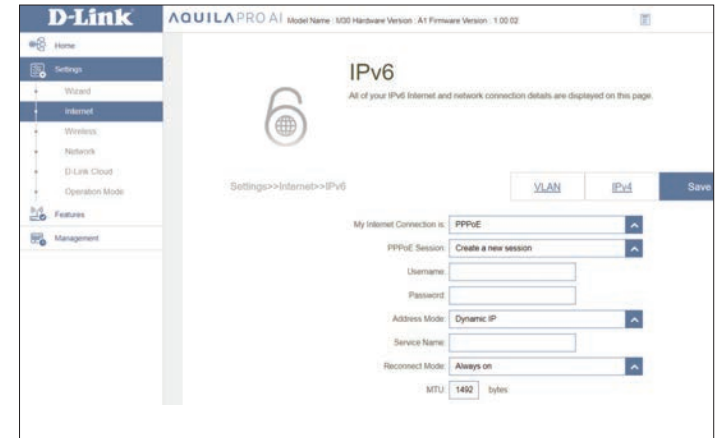 D-Link
AQUILA PRO AI Model Name : M30 Hardware Version : A1 Firmware Version : 1.00.02
Home
Settings
Wizard
Internet
Wireless
Network
D-Link Cloud
Operation Mode
Features
Management
IPv6
All of your IPv6 Internet and network connection details are displayed on this page.
Settings>>Internet>>IPv6
VLAN
IPv4
Save
My Internet Connection is: PPPoE
PPPoE Session: Create a new session
Username:
Password:
Address Mode: Dynamic IP
Service Name:
Reconnect Mode: Always on
MTU: 1492 bytes